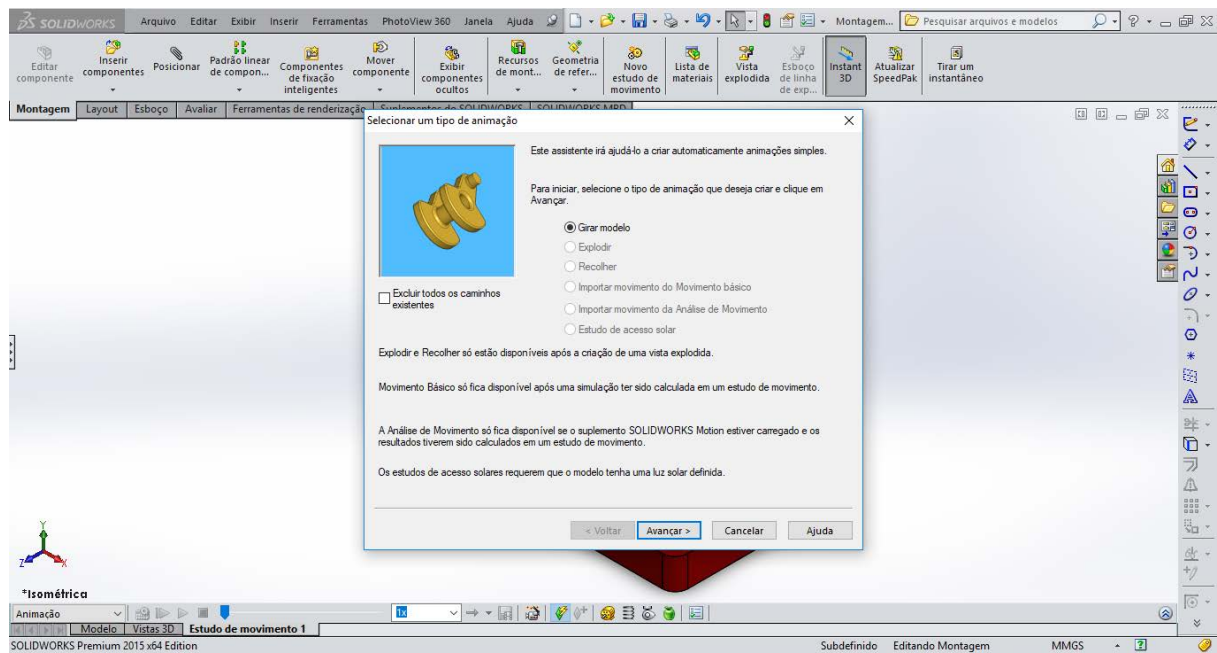 SOLIDWORKS
Arquivo Editar Exibir Inserir Ferramentas PhotoView 360 Janela Ajuda
Montagem...
Pesquisar arquivos e modelos
Editar componente
Inserir componentes
Posicionar
Padrão linear de compon...
Componentes de fixação inteligentes
Mover componente
Exibir componentes ocultos
Recursos de mont...
Geometria de refer...
Novo estudo de movimento
Lista de materiais
Vista explodida
Esboço de linha de exp...
Instant 3D
Atualizar SpeedPak
Tirar um instantâneo
Montagem Layout Esboço Avaliar Ferramentas de renderização Suplementos do SOLIDWORKS SOLIDWORKS MBD
Selecionar um tipo de animação
Este assistente irá ajudá-lo a criar automaticamente animações simples.
Para iniciar, selecione o tipo de animação que deseja criar e clique em
Avançar.
Girar modelo
Explodir
Recolher
Importar movimento do Movimento básico
Importar movimento da Análise de Movimento
Estudo de acesso solar
Excluir todos os caminhos
existentes
Explodir e Recolher só estão disponíveis após a criação de uma vista explodida.
Movimento Básico só fica disponível após uma simulação ter sido calculada em um estudo de movimento.
A Análise de Movimento só fica disponível se o suplemento SOLIDWORKS Motion estiver carregado e os
resultados tiverem sido calculados em um estudo de movimento.
Os estudos de acesso solares requerem que o modelo tenha uma luz solar definida.
< Voltar Avançar > Cancelar Ajuda
Y
Z X
*Isométrica
Animação
1x
Modelo Vistas 3D Estudo de movimento 1
SOLIDWORKS Premium 2015 x64 Edition
Subdefinido Editando Montagem MMGS